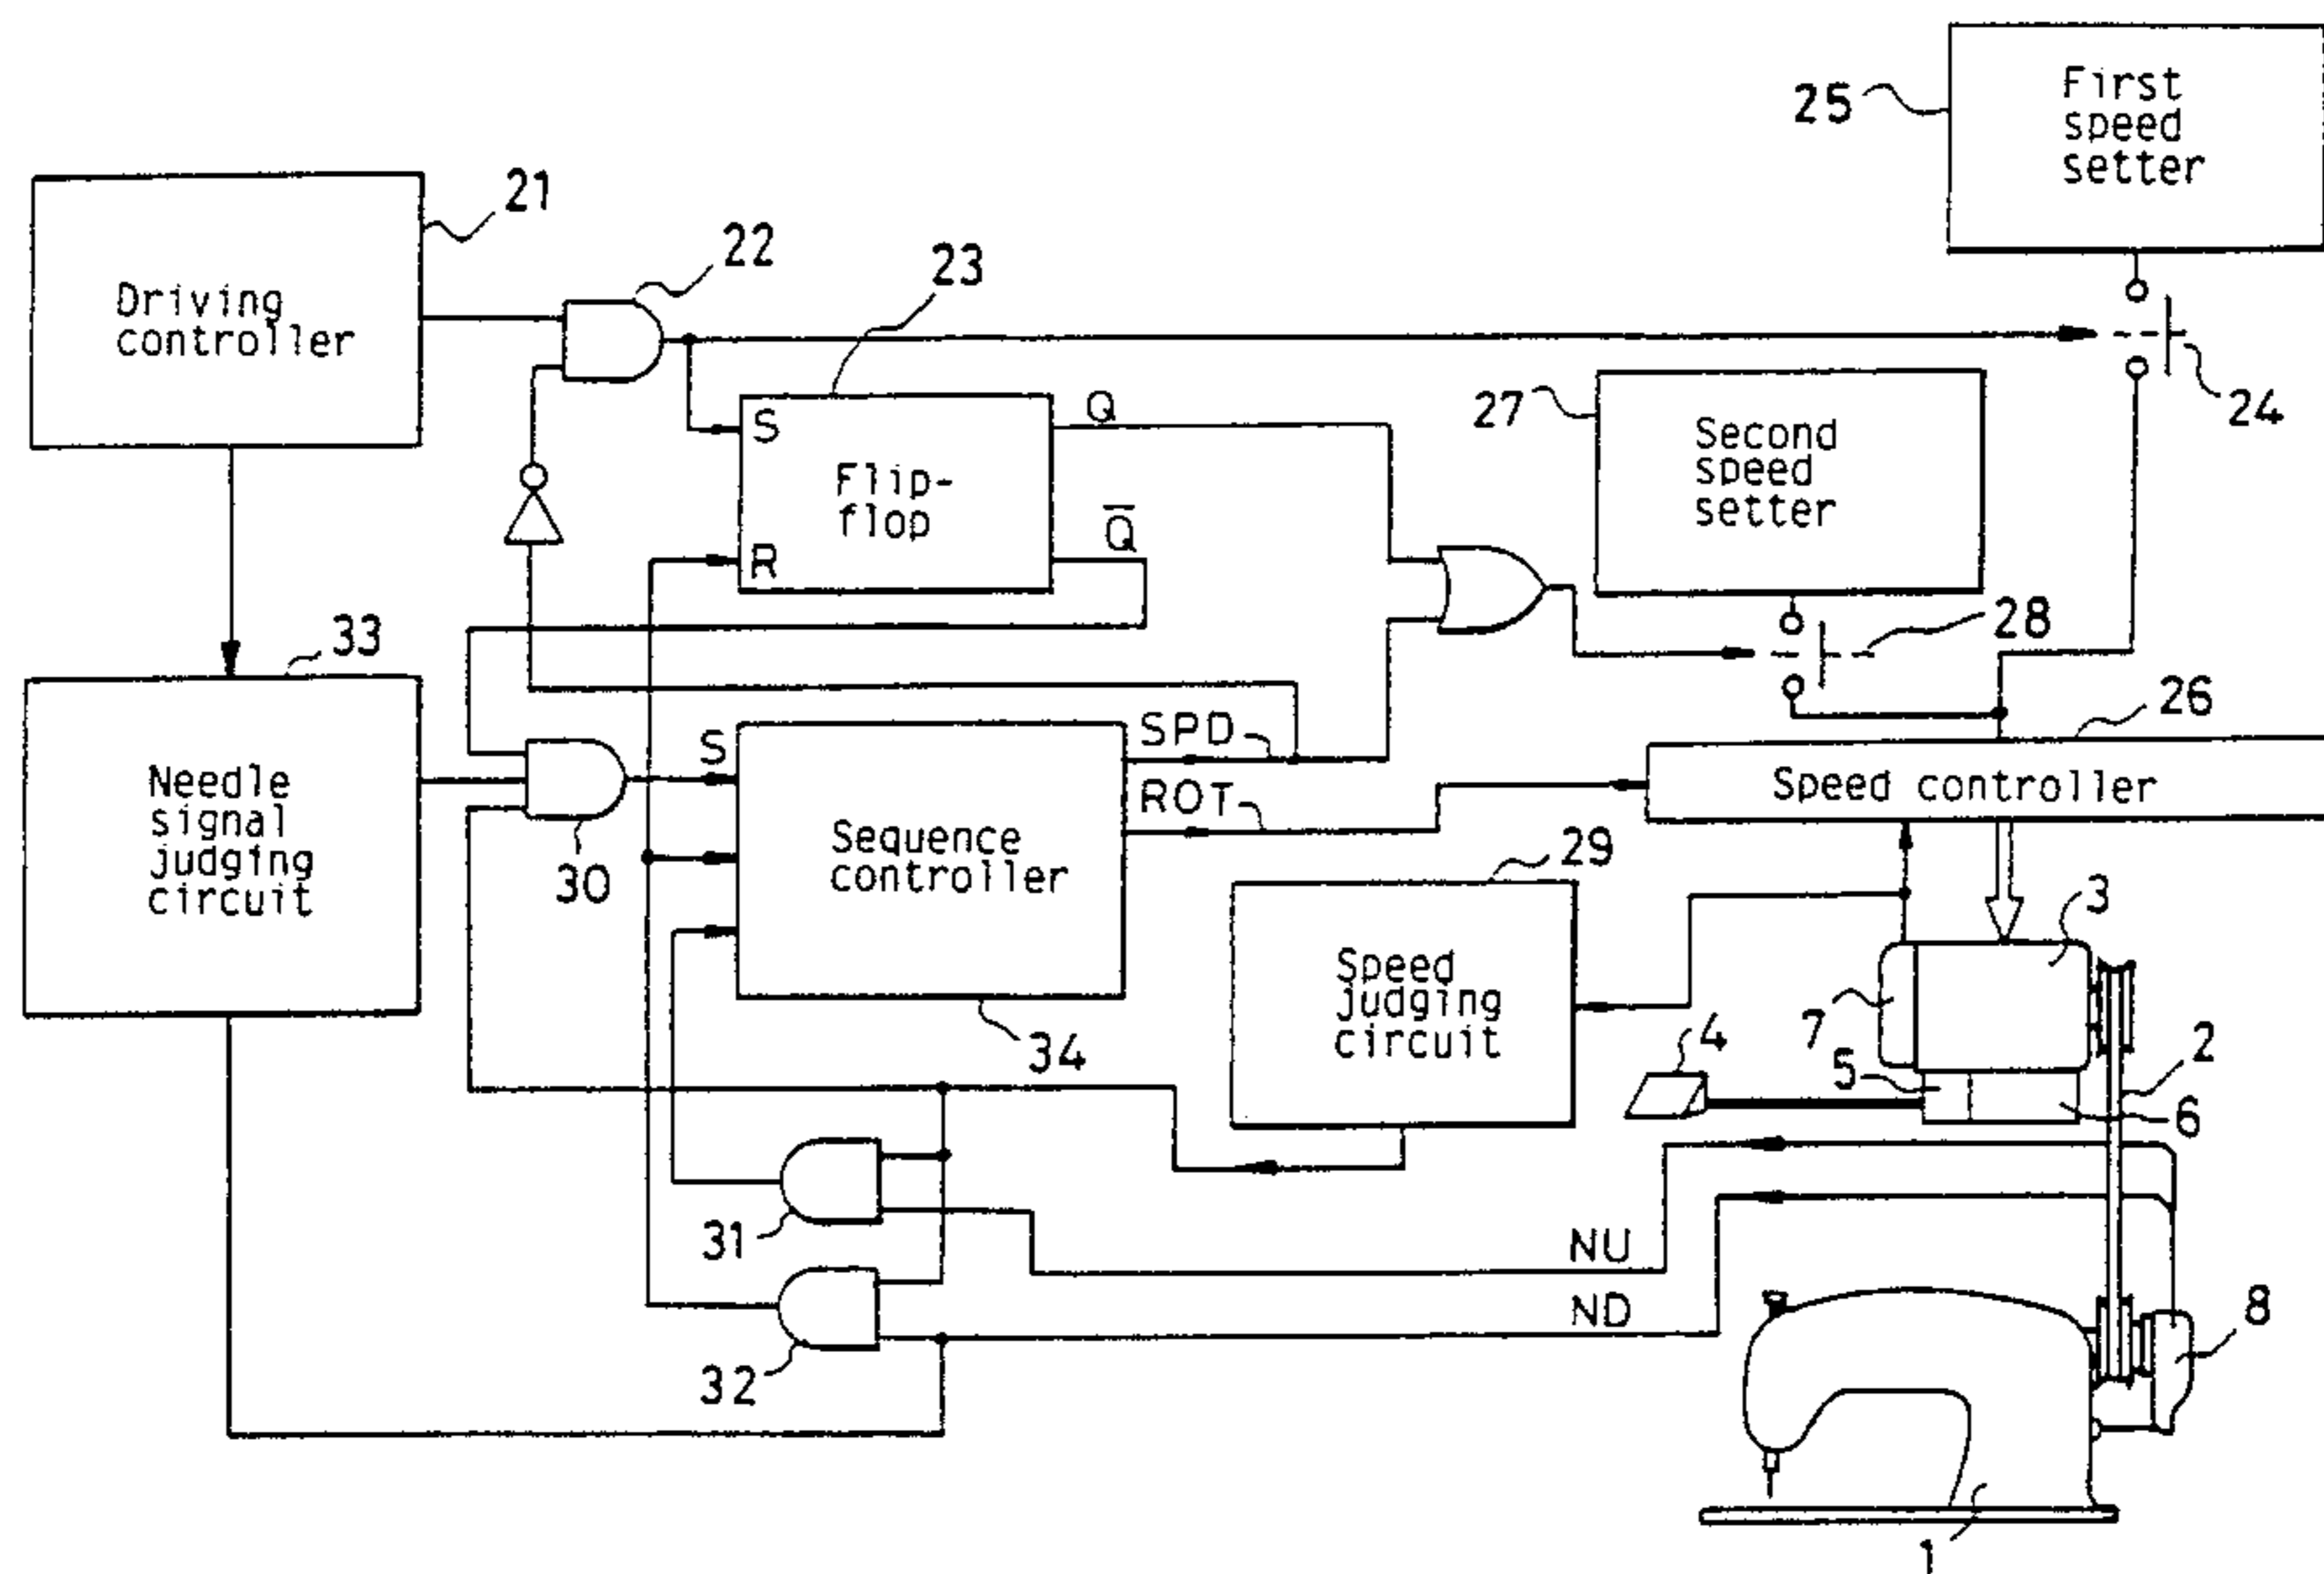 25
First
speed
setter
21
22
23
Driving
controller
24
S
Q
27
Second
speed
setter
Flip-
flop
R
Q̅
33
28
26
S
SPD
Needle
signal
judging
circuit
30
ROT
Speed controller
Sequence
controller
29
3
34
Speed
judging
circuit
7
4
5
2
6
31
NU
32
ND
8
1